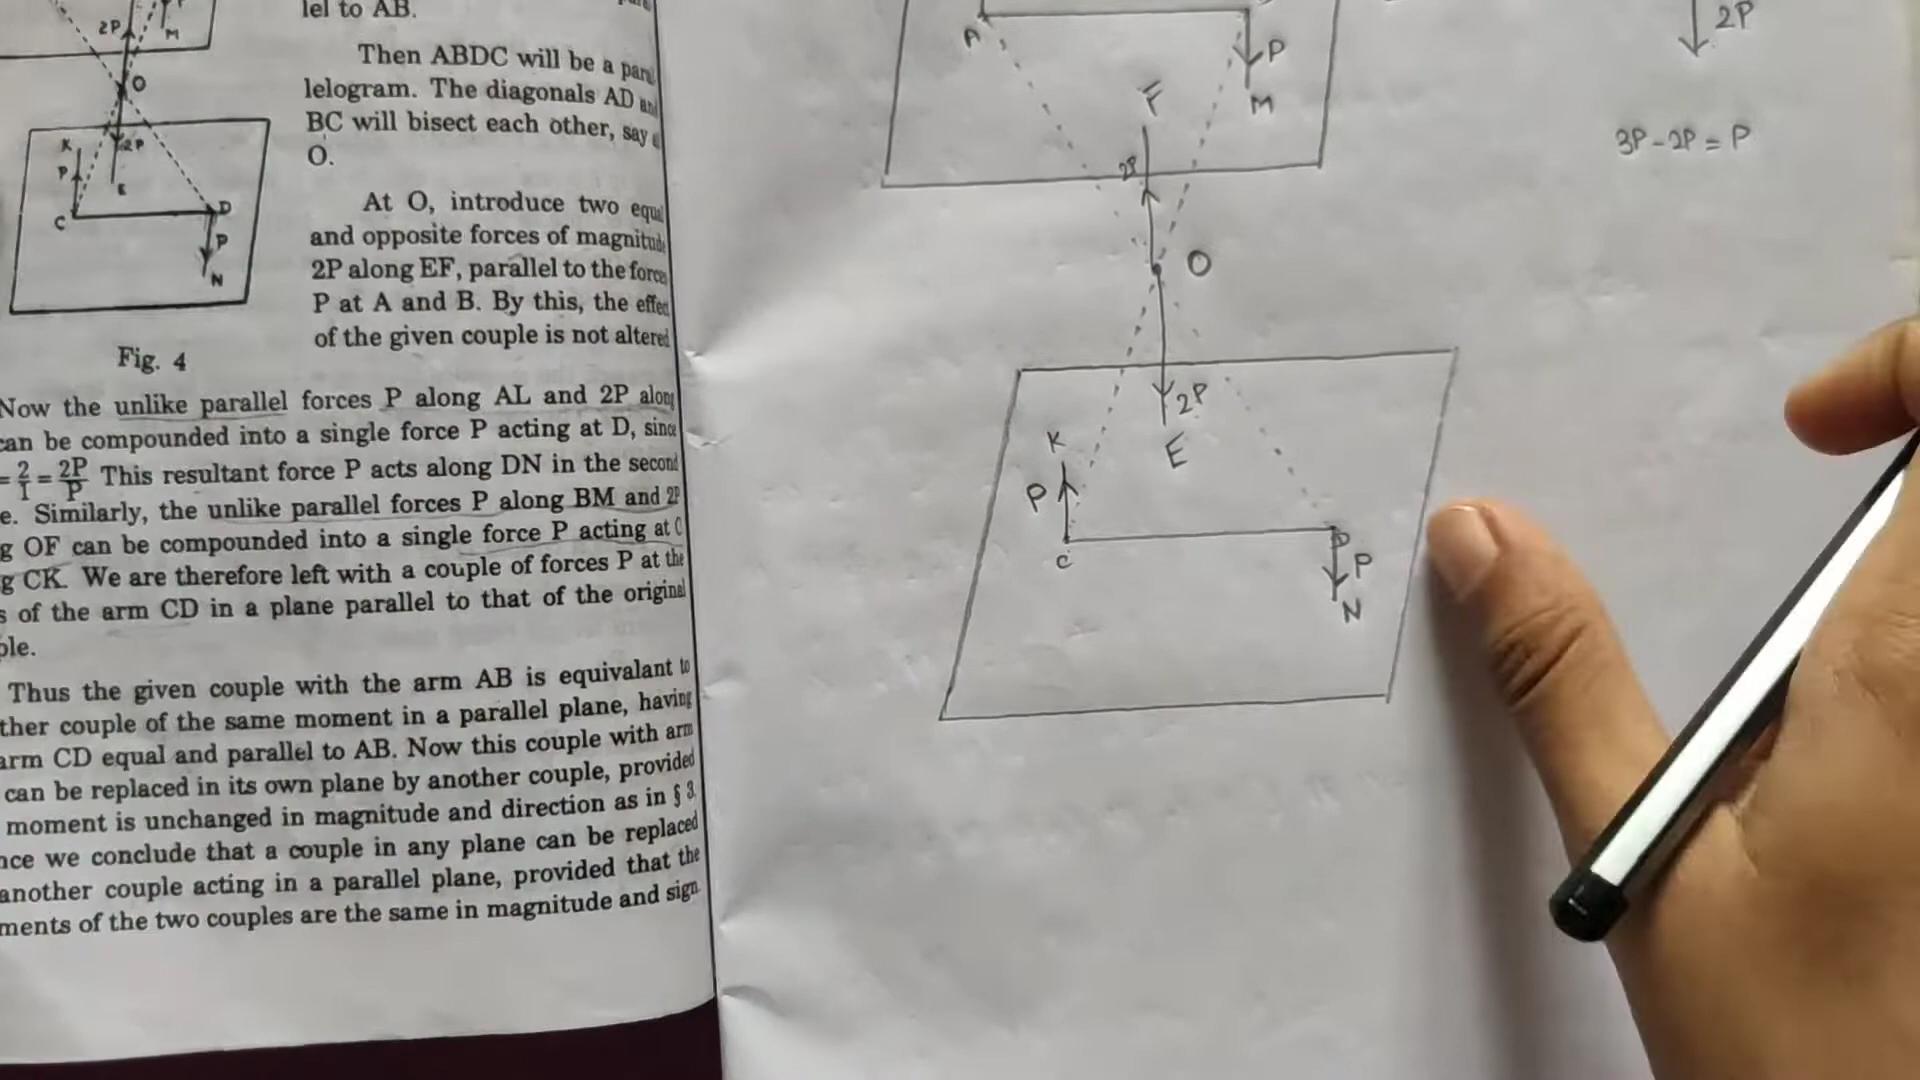 lel to AB.
2P
M
O
Then ABDC will be a para
lelogram. The diagonals AD and
BC will bisect each other, say a
O.
K
2P
P
E
C
D
P
N
At O, introduce two equal
and opposite forces of magnitude
2P along EF, parallel to the forces
P at A and B. By this, the effect
of the given couple is not altered
Fig. 4
Now the unlike parallel forces P along AL and 2P along
can be compounded into a single force P acting at D, since
= 2/1 = 2P/P This resultant force P acts along DN in the second
e. Similarly, the unlike parallel forces P along BM and 2P
g OF can be compounded into a single force P acting at C
g CK. We are therefore left with a couple of forces P at the
s of the arm CD in a plane parallel to that of the original
ple.
Thus the given couple with the arm AB is equivalant to
ther couple of the same moment in a parallel plane, having
arm CD equal and parallel to AB. Now this couple with arm
can be replaced in its own plane by another couple, provided
moment is unchanged in magnitude and direction as in § 3.
nce we conclude that a couple in any plane can be replaced
another couple acting in a parallel plane, provided that the
ments of the two couples are the same in magnitude and sign.
A
P
M
F
2P
O
2P
E
K
P
C
D
P
N
2P
3P - 2P = P